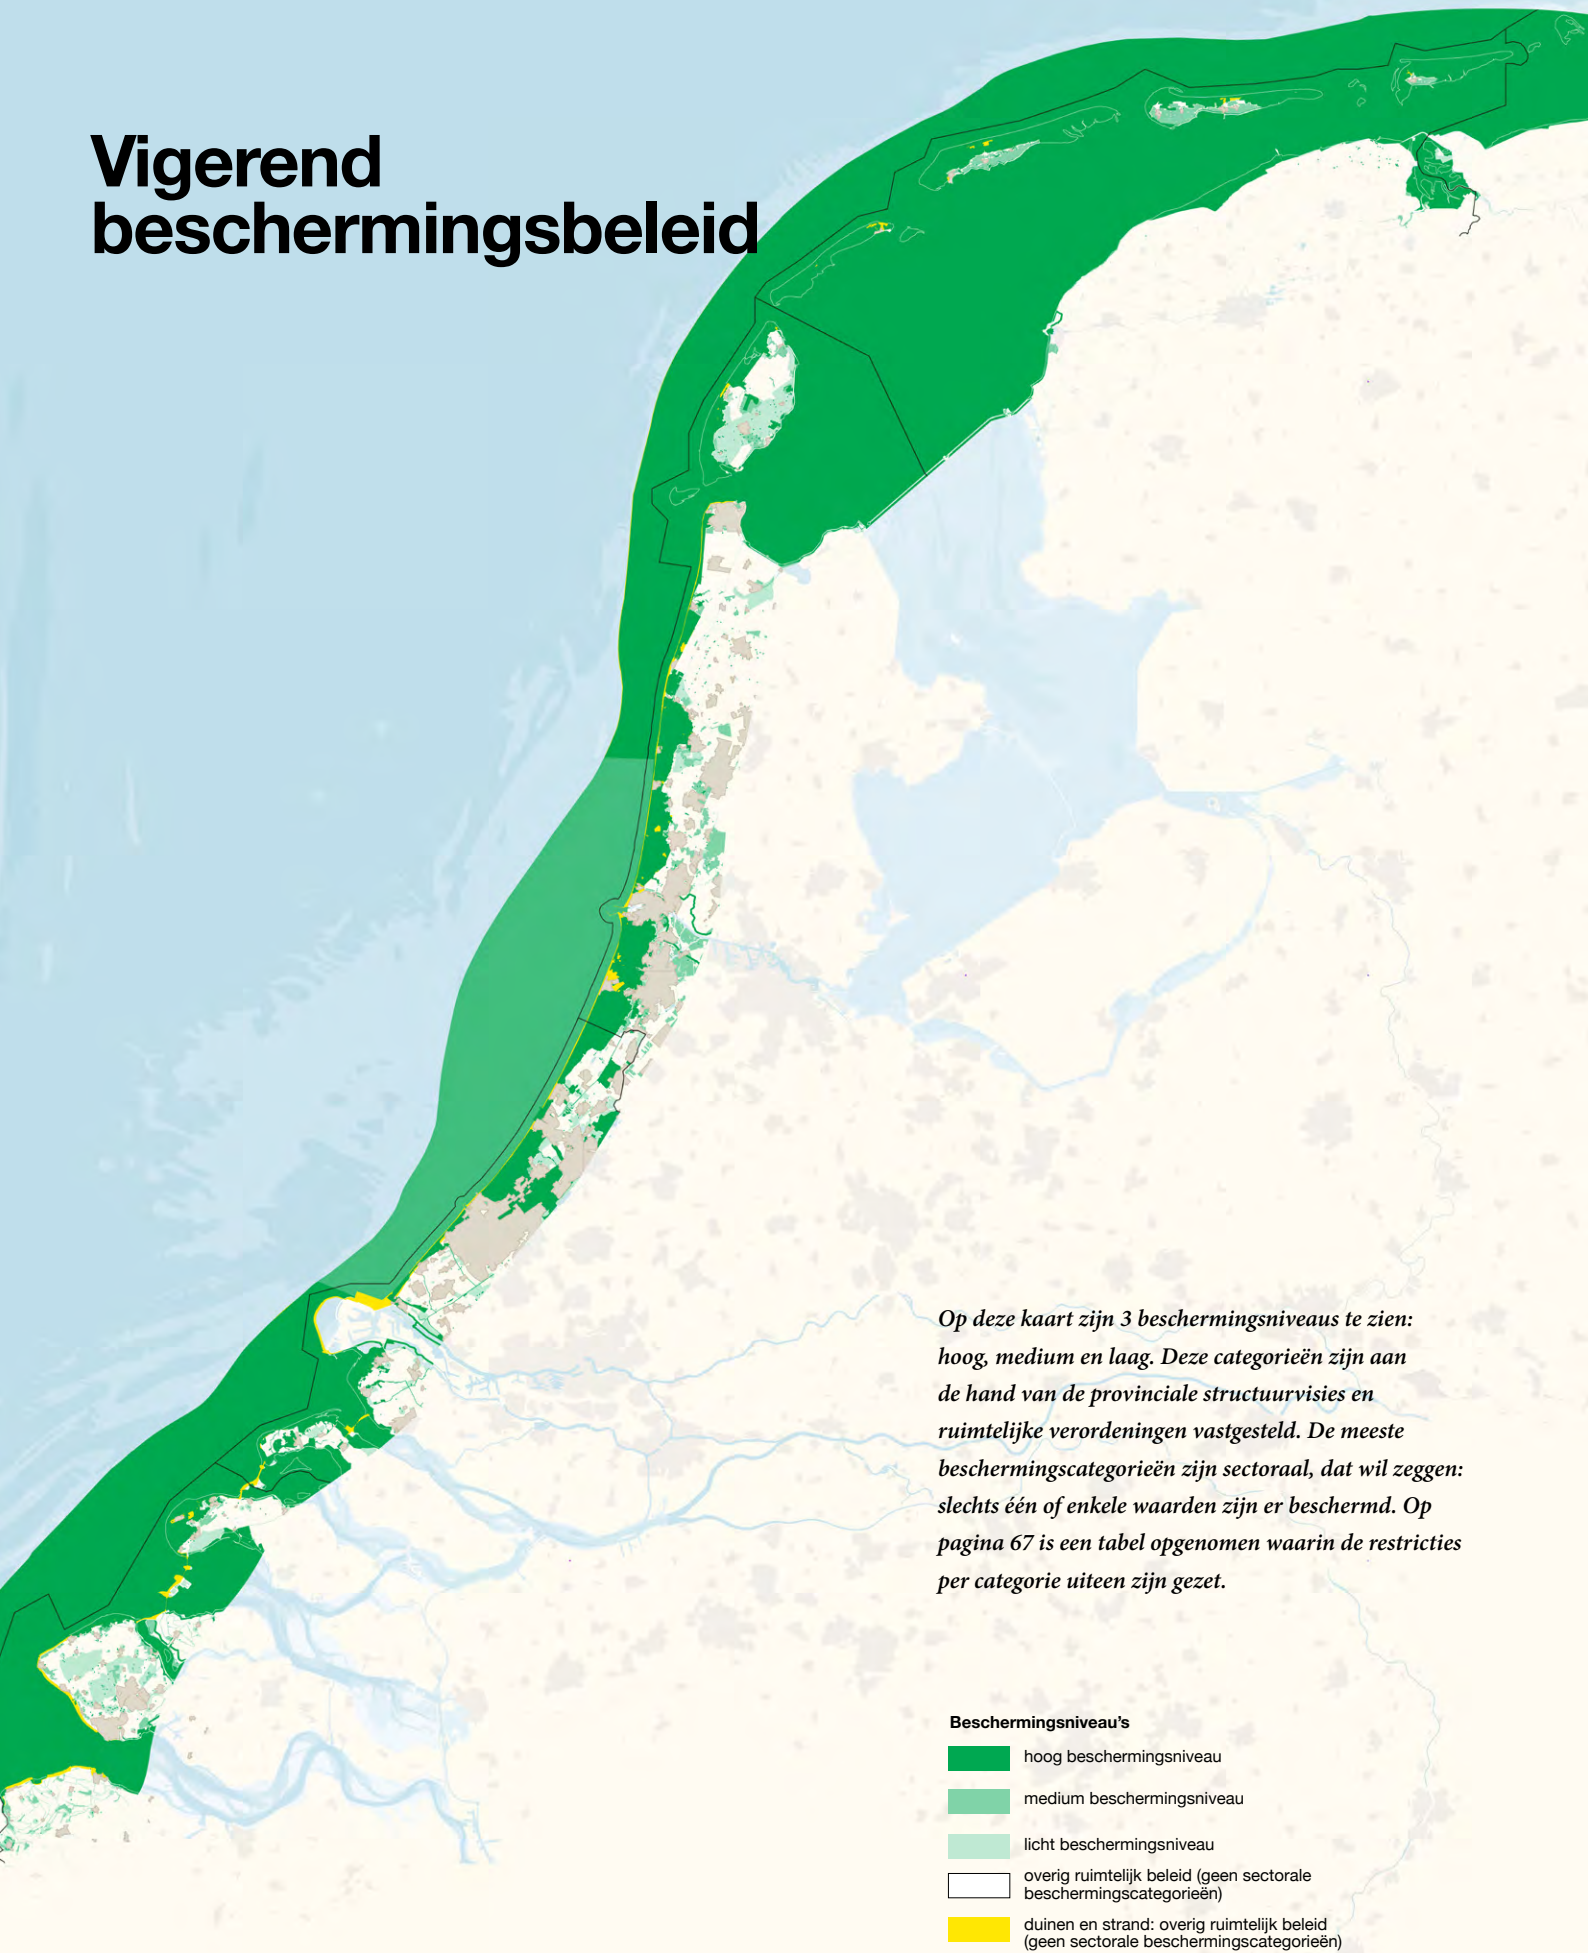 Vigerend
beschermingsbeleid
Op deze kaart zijn 3 beschermingsniveaus te zien:
hoog, medium en laag. Deze categorieën zijn aan
de hand van de provinciale structuurvisies en
ruimtelijke verordeningen vastgesteld. De meeste
beschermingscategorieën zijn sectoraal, dat wil zeggen:
slechts één of enkele waarden zijn er beschermd. Op
pagina 67 is een tabel opgenomen waarin de restricties
per categorie uiteen zijn gezet.
Beschermingsniveau’s
hoog beschermingsniveau
medium beschermingsniveau
licht beschermingsniveau
overig ruimtelijk beleid (geen sectorale
beschermingscategorieën)
duinen en strand: overig ruimtelijk beleid
(geen sectorale beschermingscategorieën)